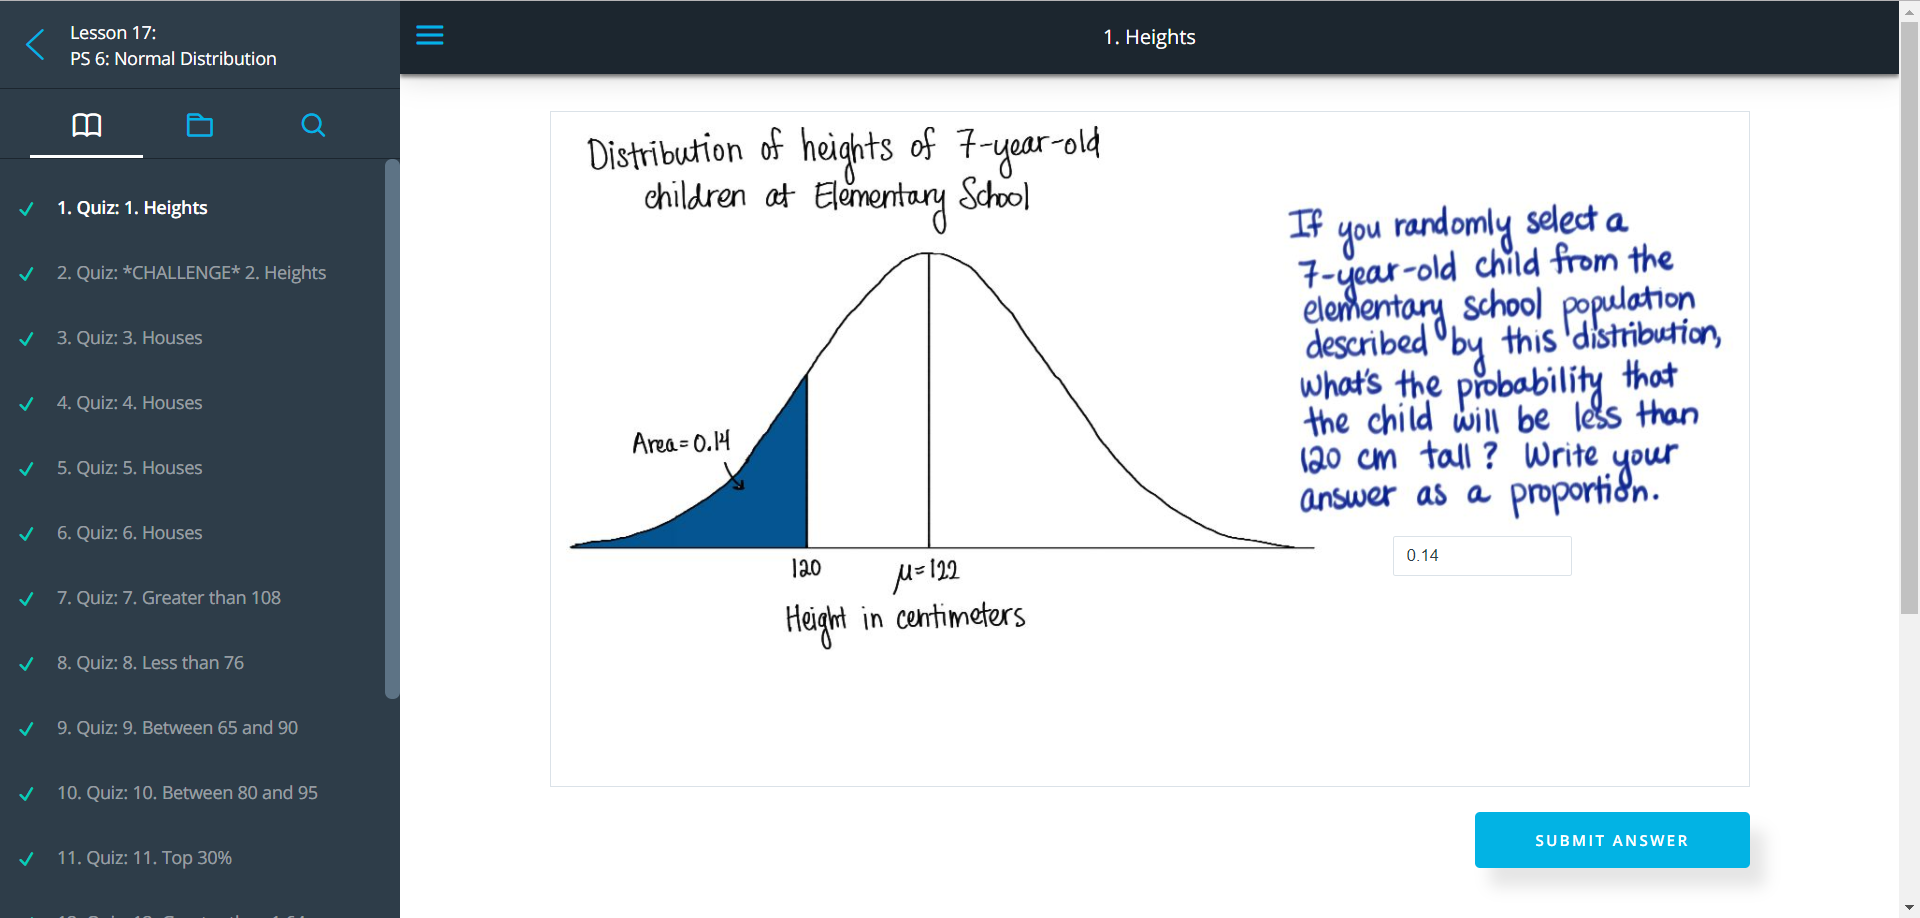 Lesson 17:
PS 6: Normal Distribution
1. Heights
1. Quiz: 1. Heights
2. Quiz: *CHALLENGE* 2. Heights
3. Quiz: 3. Houses
4. Quiz: 4. Houses
5. Quiz: 5. Houses
6. Quiz: 6. Houses
7. Quiz: 7. Greater than 108
8. Quiz: 8. Less than 76
9. Quiz: 9. Between 65 and 90
10. Quiz: 10. Between 80 and 95
11. Quiz: 11. Top 30%
Distribution of heights of 7-year-old
children at Elementary School
Area=0.14
120
μ=122
Height in centimeters
If you randomly select a
7-year-old child from the
elementary school population
described by this distribution,
what's the probability that
the child will be less than
120 cm tall? Write your
answer as a proportion.
0.14
SUBMIT ANSWER